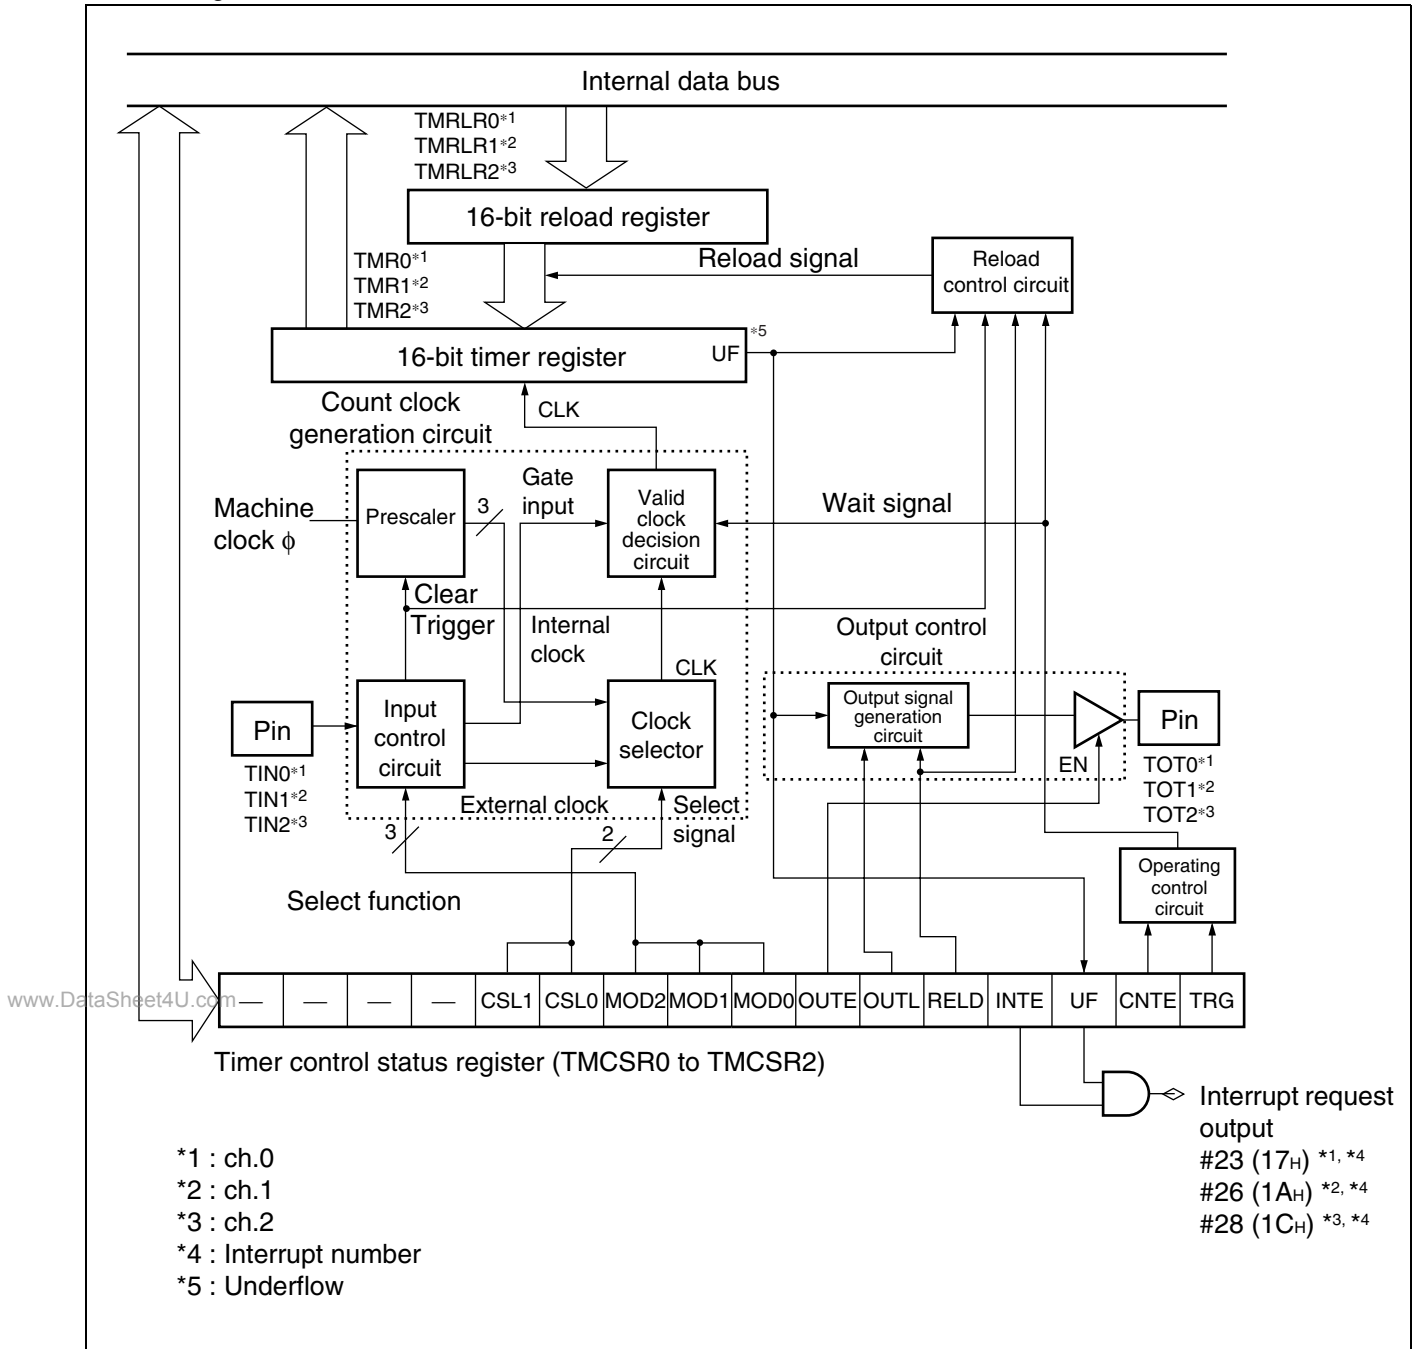 Internal data bus
TMRLR0*1
TMRLR1*2
TMRLR2*3
16-bit reload register
TMR0*1
TMR1*2
TMR2*3
Reload signal
Reload
control circuit
16-bit timer register
UF
*5
Count clock
generation circuit
CLK
Machine
clock φ
Prescaler
3
Gate
input
Valid
clock
decision
circuit
Wait signal
Clear
Trigger
Internal
clock
CLK
Output control
circuit
Pin
TIN0*1
TIN1*2
TIN2*3
Input
control
circuit
Clock
selector
External clock
Select
signal
Output signal
generation
circuit
EN
Pin
TOT0*1
TOT1*2
TOT2*3
3
2
Select function
Operating
control
circuit
www.DataSheet4U.com
— — — — CSL1 CSL0 MOD2 MOD1 MOD0 OUTE OUTL RELD INTE UF CNTE TRG
Timer control status register (TMCSR0 to TMCSR2)
Interrupt request
output
#23 (17H) *1, *4
#26 (1AH) *2, *4
#28 (1CH) *3, *4
*1 : ch.0
*2 : ch.1
*3 : ch.2
*4 : Interrupt number
*5 : Underflow